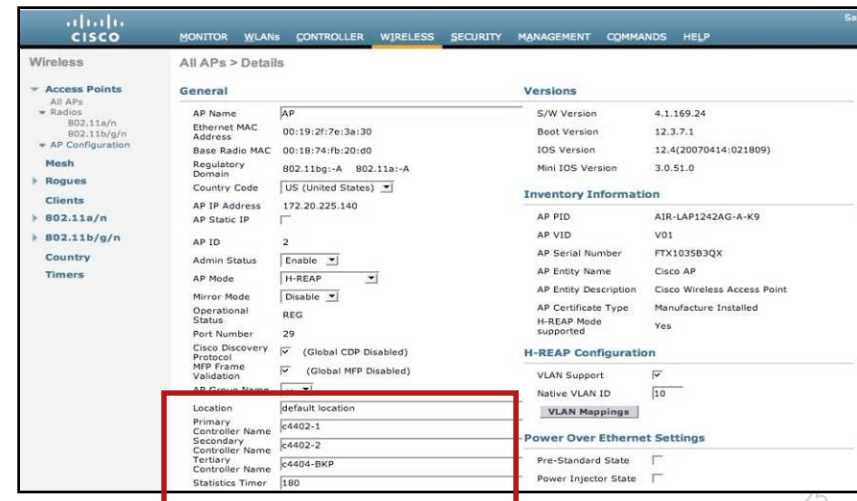 CISCO
MONITOR WLANs CONTROLLER WIRELESS SECURITY MANAGEMENT COMMANDS HELP
Sa
Wireless
Access Points
All APs
Radios
802.11a/n
802.11b/g/n
AP Configuration
Mesh
Rogues
Clients
802.11a/n
802.11b/g/n
Country
Timers
All APs > Details
General
AP Name AP
Ethernet MAC Address 00:19:2f:7e:3a:30
Base Radio MAC 00:18:74:fb:20:d0
Regulatory Domain 802.11bg:-A 802.11a:-A
Country Code US (United States)
AP IP Address 172.20.225.140
AP Static IP
AP ID 2
Admin Status Enable
AP Mode H-REAP
Mirror Mode Disable
Operational Status REG
Port Number 29
Cisco Discovery Protocol (Global CDP Disabled)
MFP Frame Validation (Global MFP Disabled)
AP Group Name
Location default location
Primary Controller Name c4402-1
Secondary Controller Name c4402-2
Tertiary Controller Name c4404-BKP
Statistics Timer 180
Versions
S/W Version 4.1.169.24
Boot Version 12.3.7.1
IOS Version 12.4(20070414:021809)
Mini IOS Version 3.0.51.0
Inventory Information
AP PID AIR-LAP1242AG-A-K9
AP VID V01
AP Serial Number FTX1035B3QX
AP Entity Name Cisco AP
AP Entity Description Cisco Wireless Access Point
AP Certificate Type Manufacture Installed
H-REAP Mode supported Yes
H-REAP Configuration
VLAN Support
Native VLAN ID 10
VLAN Mappings
Power Over Ethernet Settings
Pre-Standard State
Power Injector State
25